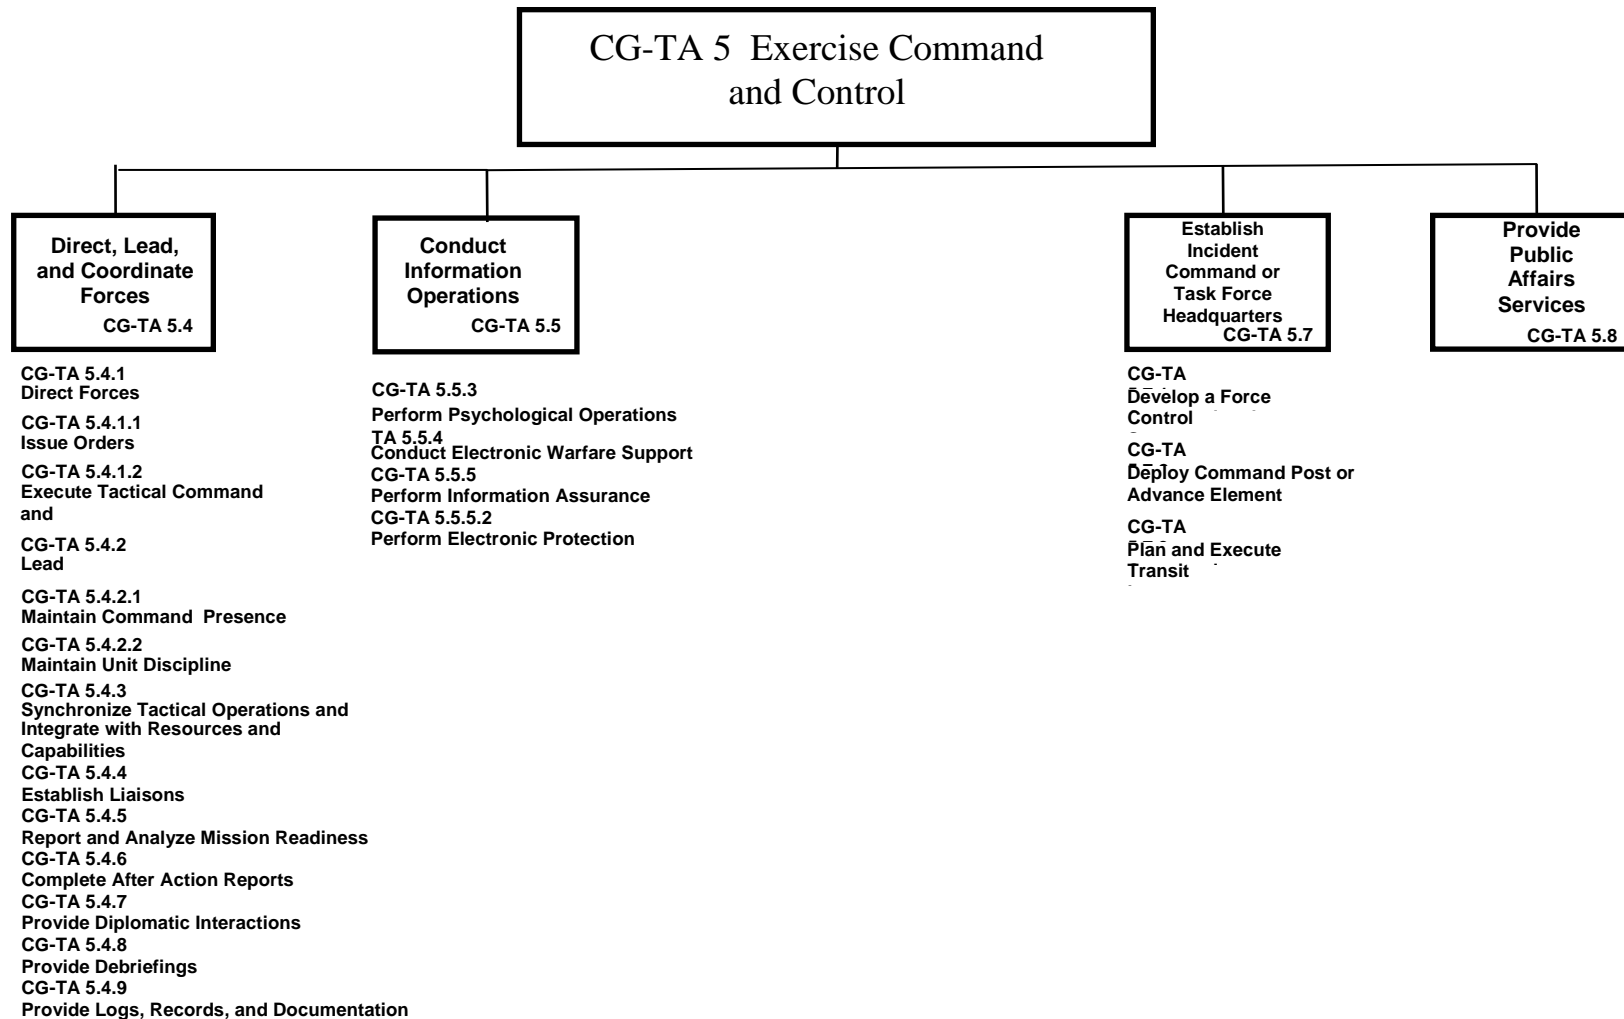 CG-TA 5 Exercise Command
and Control
Direct, Lead,
and Coordinate
Forces
CG-TA 5.4
CG-TA 5.4.1
Direct Forces
CG-TA 5.4.1.1
Issue Orders
CG-TA 5.4.1.2
Execute Tactical Command
and
CG-TA 5.4.2
Lead
CG-TA 5.4.2.1
Maintain Command Presence
CG-TA 5.4.2.2
Maintain Unit Discipline
CG-TA 5.4.3
Synchronize Tactical Operations and
Integrate with Resources and
Capabilities
CG-TA 5.4.4
Establish Liaisons
CG-TA 5.4.5
Report and Analyze Mission Readiness
CG-TA 5.4.6
Complete After Action Reports
CG-TA 5.4.7
Provide Diplomatic Interactions
CG-TA 5.4.8
Provide Debriefings
CG-TA 5.4.9
Provide Logs, Records, and Documentation
Conduct
Information
Operations
CG-TA 5.5
CG-TA 5.5.3
Perform Psychological Operations
TA 5.5.4
Conduct Electronic Warfare Support
CG-TA 5.5.5
Perform Information Assurance
CG-TA 5.5.5.2
Perform Electronic Protection
Establish
Incident
Command or
Task Force
Headquarters
CG-TA 5.7
CG-TA
Develop a Force
Control
CG-TA
Deploy Command Post or
Advance Element
CG-TA
Plan and Execute
Transit
Provide
Public
Affairs
Services
CG-TA 5.8